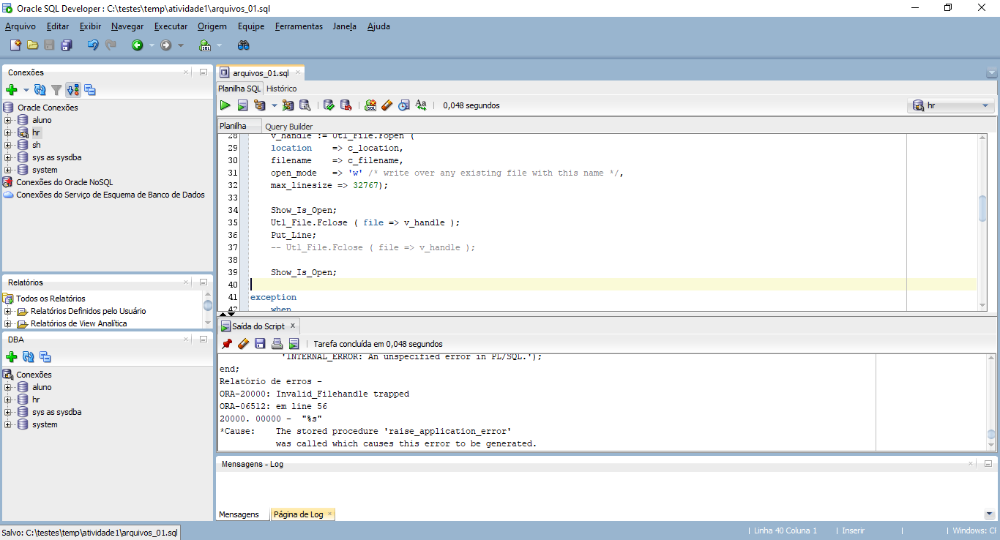 Oracle SQL Developer : C:\testes\temp\atividade1\arquivos_01.sql
Arquivo Editar Exibir Navegar Executar Origem Equipe Ferramentas Janela Ajuda
SQL
Conexões
Oracle Conexões
aluno
hr
sh
sys as sysdba
system
Conexões do Oracle NoSQL
Conexões do Serviço de Esquema de Banco de Dados
Relatórios
Todos os Relatórios
Relatórios Definidos pelo Usuário
Relatórios de View Analítica
DBA
Conexões
aluno
hr
sys as sysdba
system
arquivos_01.sql
Planilha SQL Histórico
0,048 segundos
hr
Planilha Query Builder
28 v_handle := Utl_File.Fopen (
29 location => c_location,
30 filename => c_filename,
31 open_mode => 'w' /* write over any existing file with this name */,
32 max_linesize => 32767);
33
34 Show_Is_Open;
35 Utl_File.Fclose ( file => v_handle );
36 Put_Line;
37 -- Utl_File.Fclose ( file => v_handle );
38
39 Show_Is_Open;
40
41 exception
42 when
Saída do Script
Tarefa concluída em 0,048 segundos
'INTERNAL_ERROR: An unspecified error in PL/SQL.');
end;
Relatório de erros -
ORA-20000: Invalid_Filehandle trapped
ORA-06512: em line 56
20000. 00000 - "%s"
*Cause: The stored procedure 'raise_application_error'
was called which causes this error to be generated.
Mensagens - Log
Mensagens Página de Log
Salvo: C:\testes\temp\atividade1\arquivos_01.sql
Linha 40 Coluna 1 Inserir Windows: CR